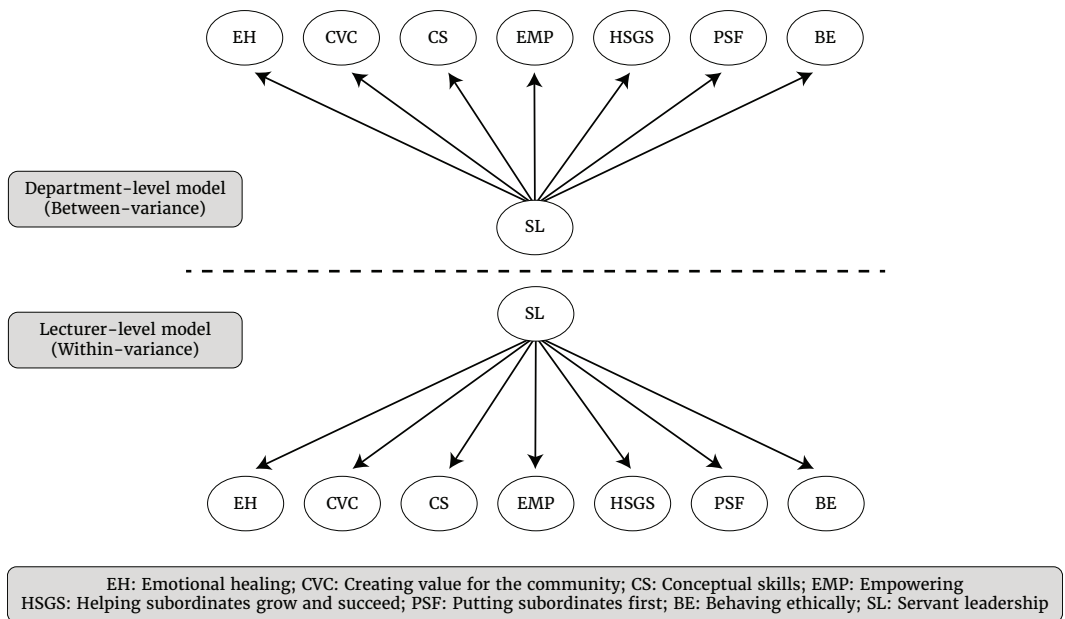 EH CVC CS EMP HSGS PSF BE
Department-level model
(Between-variance)
SL
SL
Lecturer-level model
(Within-variance)
EH CVC CS EMP HSGS PSF BE
EH: Emotional healing; CVC: Creating value for the community; CS: Conceptual skills; EMP: Empowering
HSGS: Helping subordinates grow and succeed; PSF: Putting subordinates first; BE: Behaving ethically; SL: Servant leadership